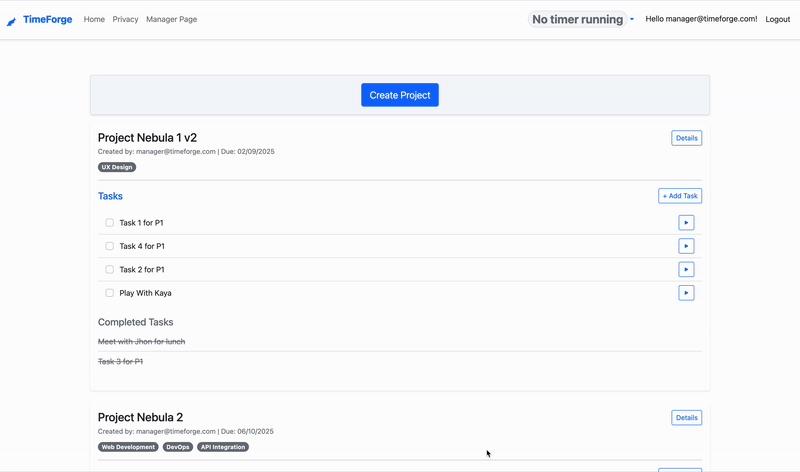 TimeForge Home Privacy Manager Page No timer running Hello manager@timeforge.com! Logout
Create Project
Project Nebula 1 v2 Details
Created by: manager@timeforge.com | Due: 02/09/2025
UX Design
Tasks + Add Task
Task 1 for P1
Task 4 for P1
Task 2 for P1
Play With Kaya
Completed Tasks
Meet with Jhon for lunch
Task 3 for P1
Project Nebula 2 Details
Created by: manager@timeforge.com | Due: 06/10/2025
Web Development DevOps API Integration